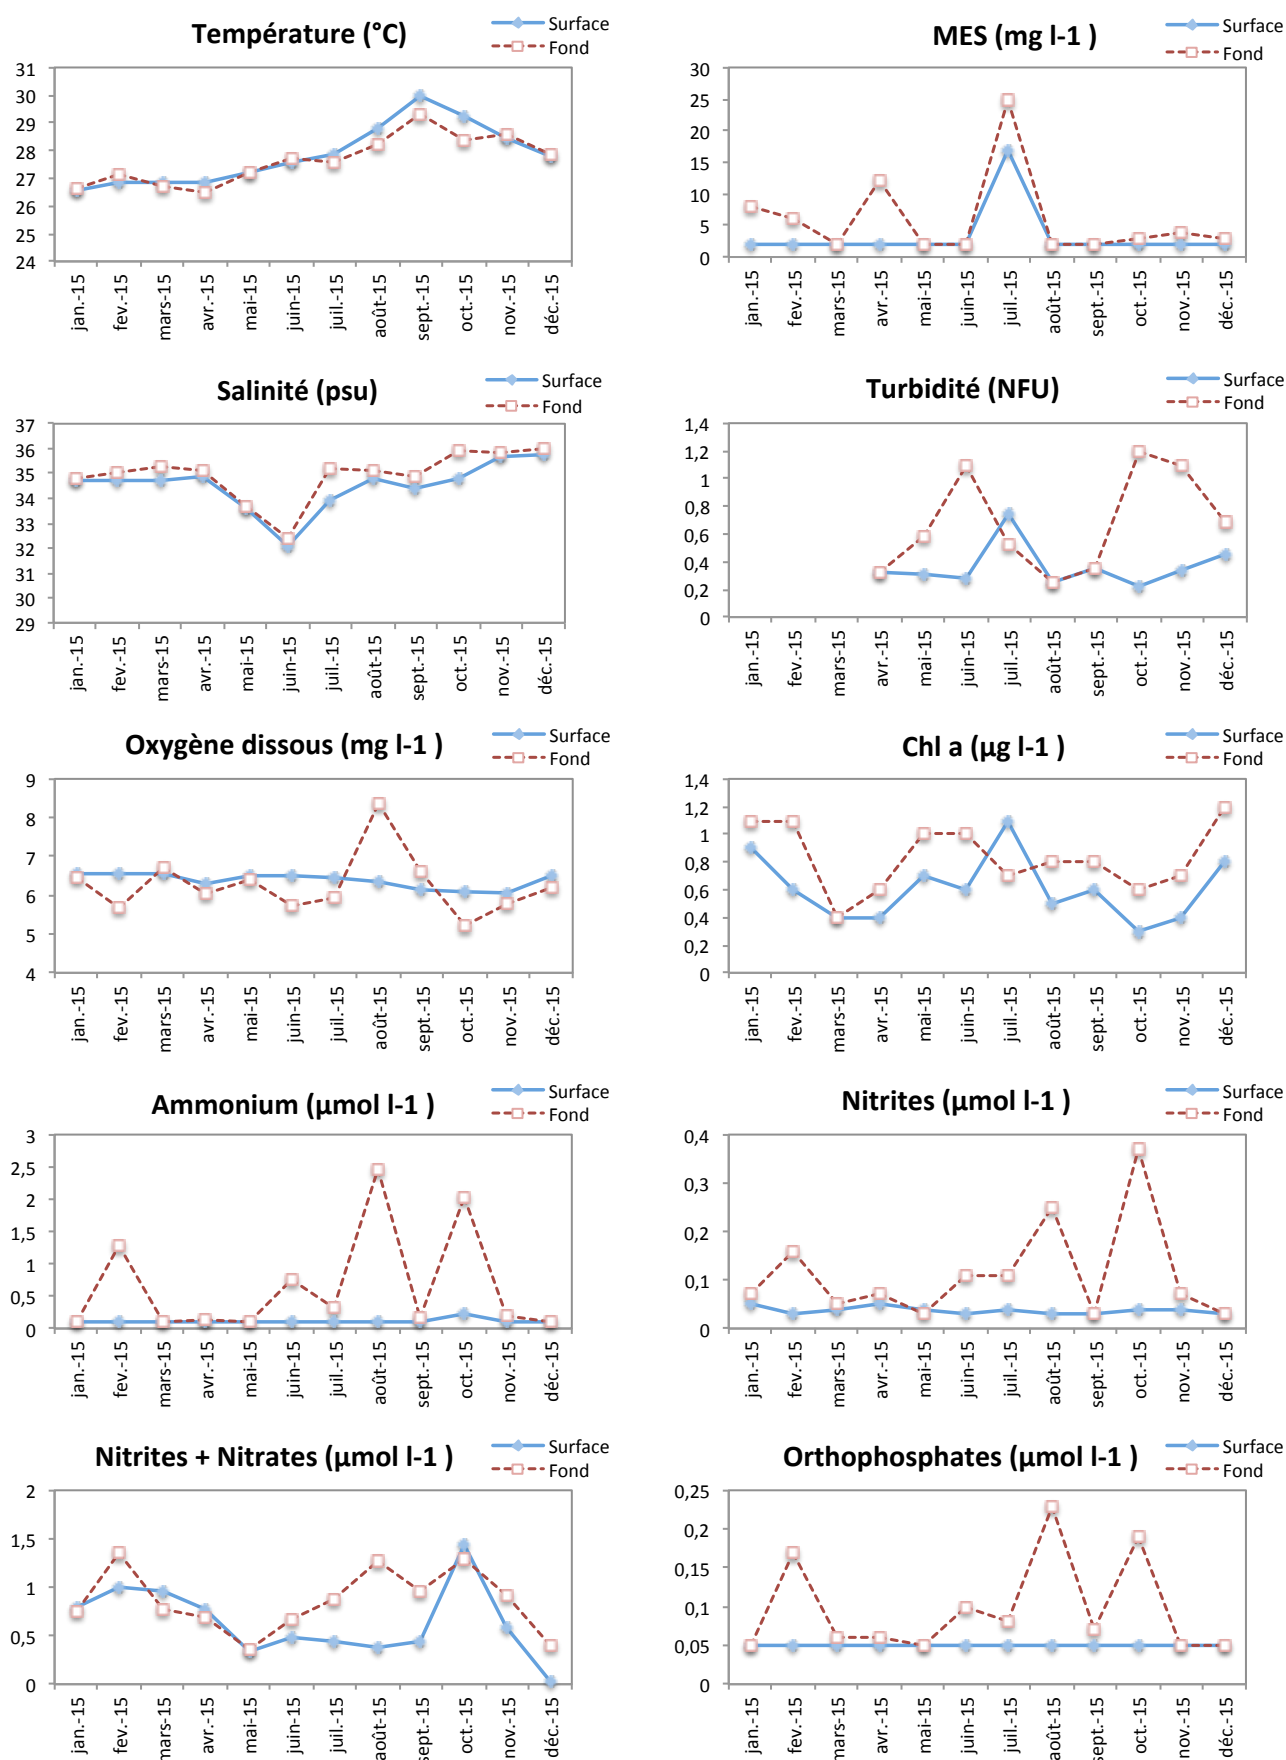 Température (°C)
Surface
Fond
31
30
29
28
27
26
25
24
jan.-15
fev.-15
mars-15
avr.-15
mai-15
juin-15
juil.-15
août-15
sept.-15
oct.-15
nov.-15
déc.-15
MES (mg l-1 )
Surface
Fond
30
25
20
15
10
5
0
jan.-15
fev.-15
mars-15
avr.-15
mai-15
juin-15
juil.-15
août-15
sept.-15
oct.-15
nov.-15
déc.-15
Salinité (psu)
Surface
Fond
37
36
35
34
33
32
31
30
29
jan.-15
fev.-15
mars-15
avr.-15
mai-15
juin-15
juil.-15
août-15
sept.-15
oct.-15
nov.-15
déc.-15
Turbidité (NFU)
Surface
Fond
1,4
1,2
1
0,8
0,6
0,4
0,2
0
jan.-15
fev.-15
mars-15
avr.-15
mai-15
juin-15
juil.-15
août-15
sept.-15
oct.-15
nov.-15
déc.-15
Oxygène dissous (mg l-1 )
Surface
Fond
9
8
7
6
5
4
jan.-15
fev.-15
mars-15
avr.-15
mai-15
juin-15
juil.-15
août-15
sept.-15
oct.-15
nov.-15
déc.-15
Chl a (µg l-1 )
Surface
Fond
1,4
1,2
1
0,8
0,6
0,4
0,2
0
jan.-15
fev.-15
mars-15
avr.-15
mai-15
juin-15
juil.-15
août-15
sept.-15
oct.-15
nov.-15
déc.-15
Ammonium (µmol l-1 )
Surface
Fond
3
2,5
2
1,5
1
0,5
0
jan.-15
fev.-15
mars-15
avr.-15
mai-15
juin-15
juil.-15
août-15
sept.-15
oct.-15
nov.-15
déc.-15
Nitrites (µmol l-1 )
Surface
Fond
0,4
0,3
0,2
0,1
0
jan.-15
fev.-15
mars-15
avr.-15
mai-15
juin-15
juil.-15
août-15
sept.-15
oct.-15
nov.-15
déc.-15
Nitrites + Nitrates (µmol l-1 )
Surface
Fond
2
1,5
1
0,5
0
jan.-15
fev.-15
mars-15
avr.-15
mai-15
juin-15
juil.-15
août-15
sept.-15
oct.-15
nov.-15
déc.-15
Orthophosphates (µmol l-1 )
Surface
Fond
0,25
0,2
0,15
0,1
0,05
0
jan.-15
fev.-15
mars-15
avr.-15
mai-15
juin-15
juil.-15
août-15
sept.-15
oct.-15
nov.-15
déc.-15